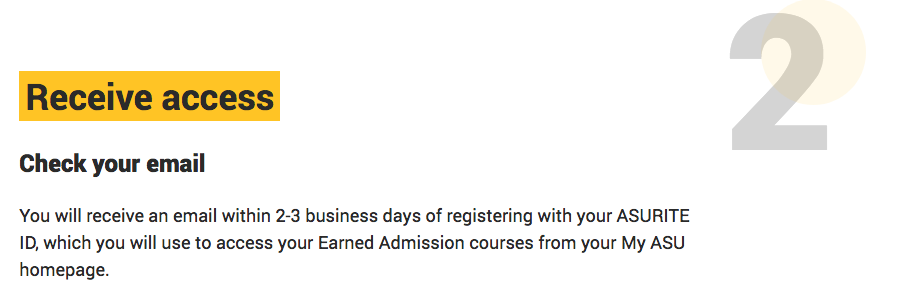 2
Receive access
Check your email
You will receive an email within 2-3 business days of registering with your ASURITE
ID, which you will use to access your Earned Admission courses from your My ASU
homepage.